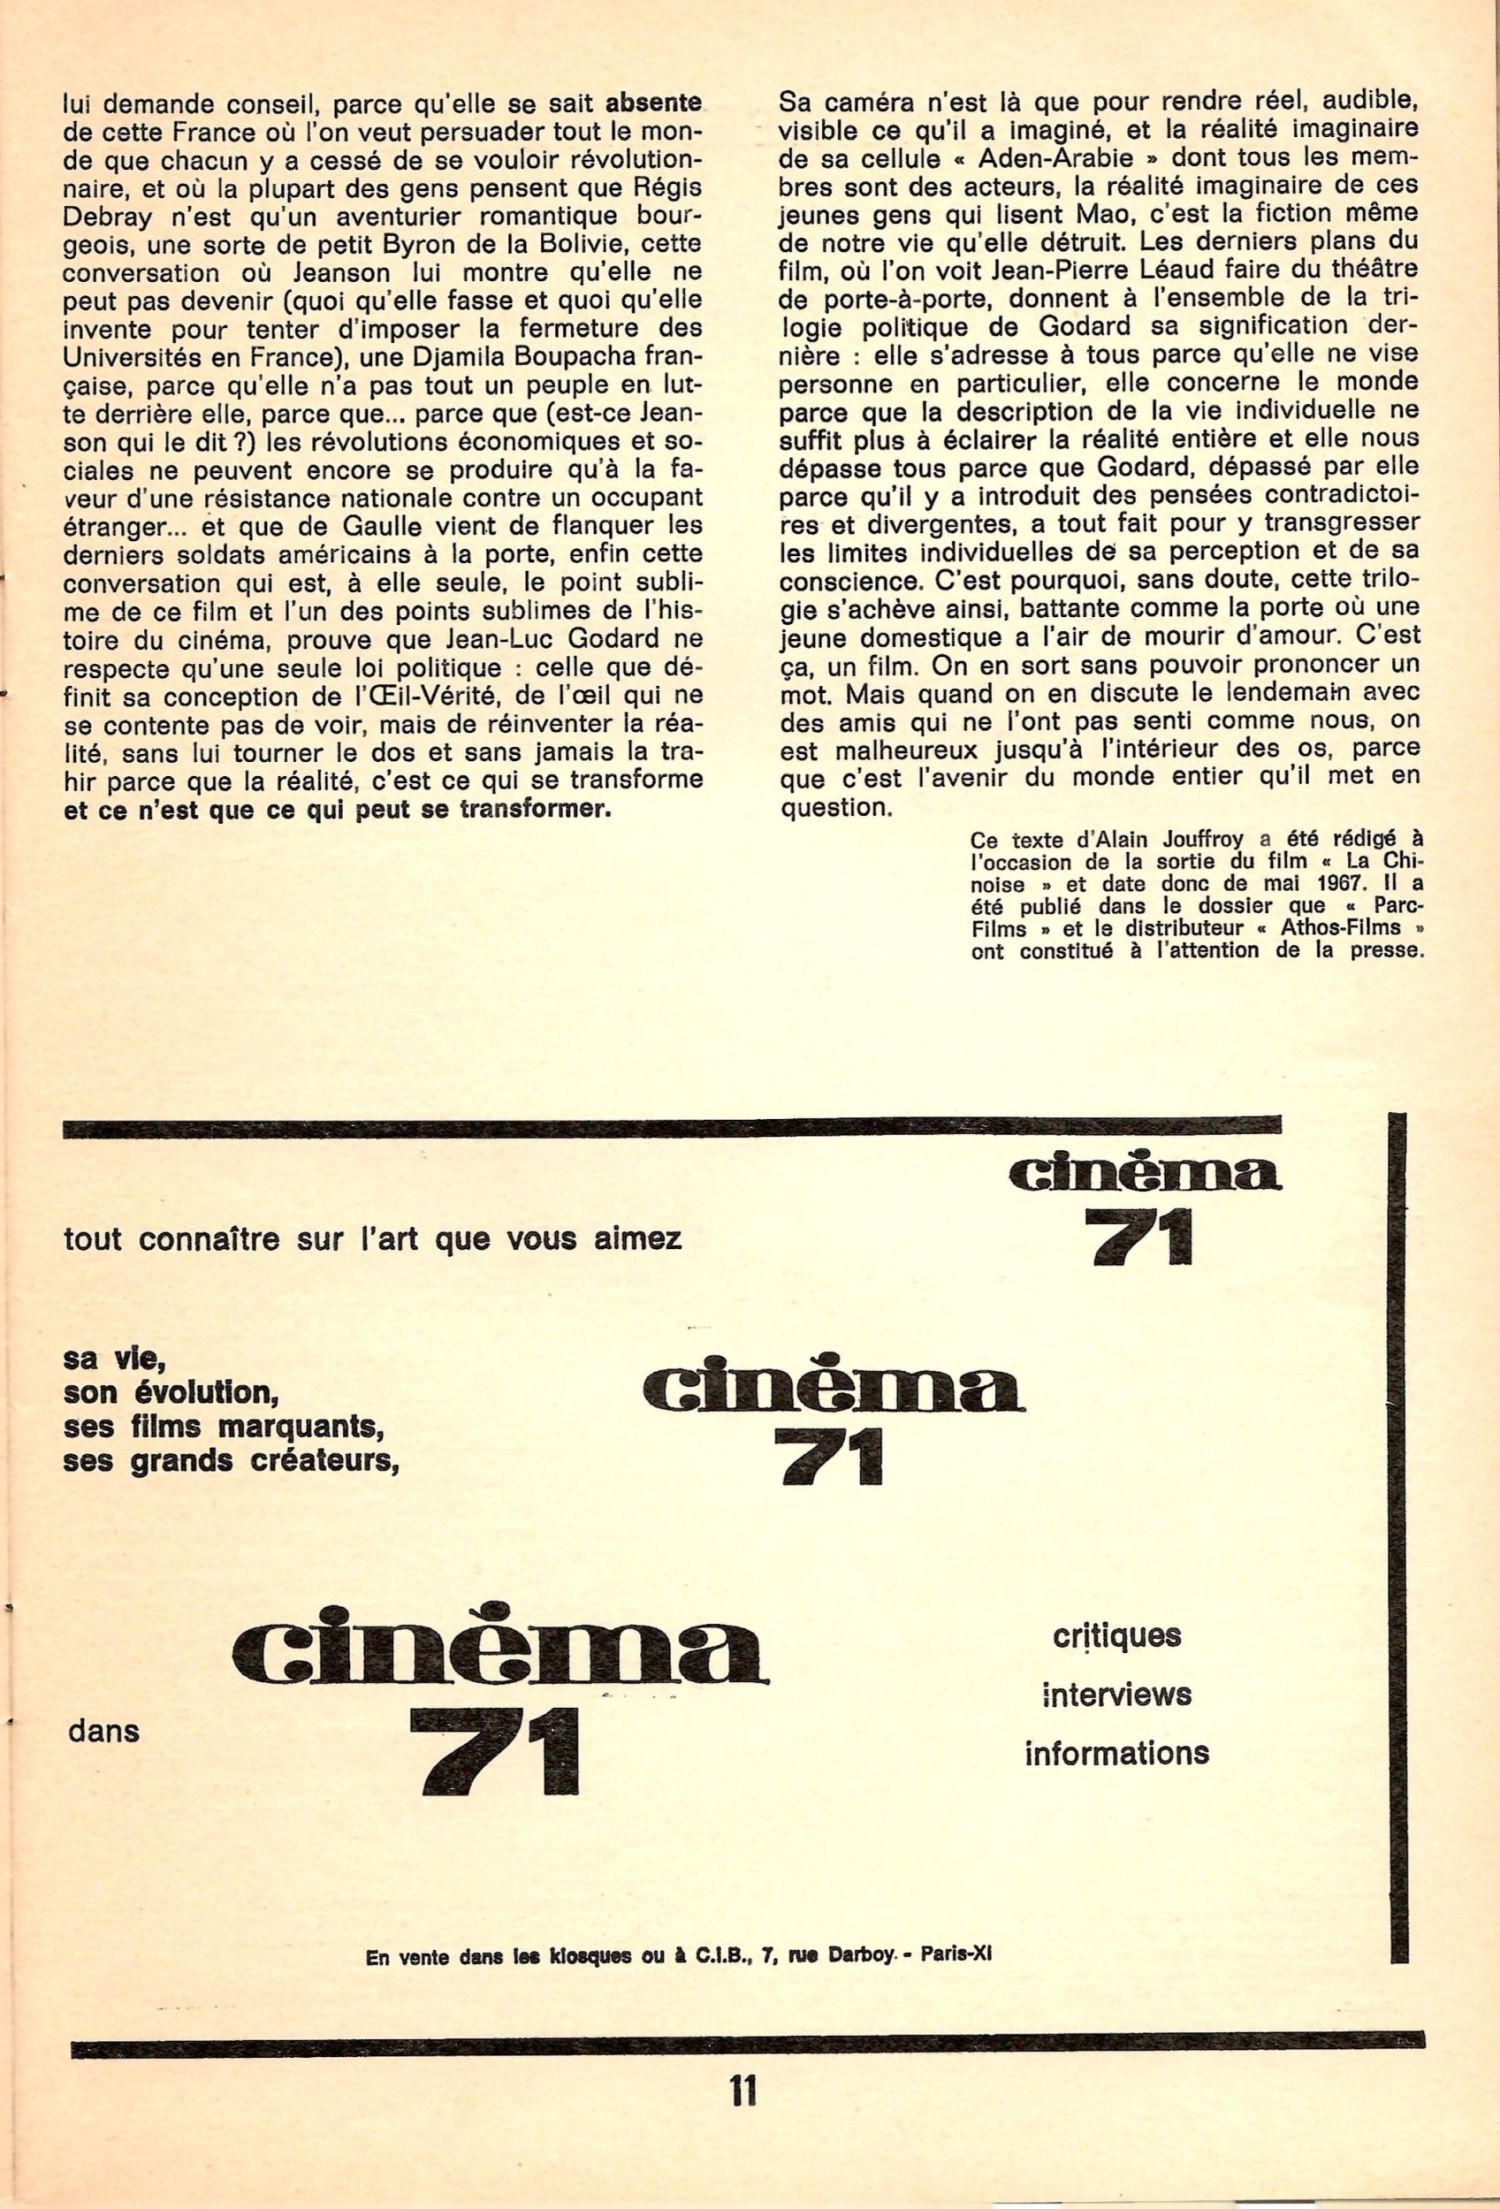 lui demande conseil, parce qu'elle se sait absente
de cette France où l'on veut persuader tout le mon-
de que chacun y a cessé de se vouloir révolution-
naire, et où la plupart des gens pensent que Régis
Debray n'est qu'un aventurier romantique bour-
geois, une sorte de petit Byron de la Bolivie, cette
conversation où Jeanson lui montre qu'elle ne
peut pas devenir (quoi qu'elle fasse et quoi qu'elle
invente pour tenter d'imposer la fermeture des
Universités en France), une Djamila Boupacha fran-
çaise, parce qu'elle n'a pas tout un peuple en lut-
te derrière elle, parce que... parce que (est-ce Jean-
son qui le dit ?) les révolutions économiques et so-
ciales ne peuvent encore se produire qu'à la fa-
veur d'une résistance nationale contre un occupant
étranger... et que de Gaulle vient de flanquer les
derniers soldats américains à la porte, enfin cette
conversation qui est, à elle seule, le point subli-
me de ce film et l'un des points sublimes de l'his-
toire du cinéma, prouve que Jean-Luc Godard ne
respecte qu'une seule loi politique : celle que dé-
finit sa conception de l'Œil-Vérité, de l'œil qui ne
se contente pas de voir, mais de réinventer la réa-
lité, sans lui tourner le dos et sans jamais la tra-
hir parce que la réalité, c'est ce qui se transforme
et ce n'est que ce qui peut se transformer.
Sa caméra n'est là que pour rendre réel, audible,
visible ce qu'il a imaginé, et la réalité imaginaire
de sa cellule « Aden-Arabie » dont tous les mem-
bres sont des acteurs, la réalité imaginaire de ces
jeunes gens qui lisent Mao, c'est la fiction même
de notre vie qu'elle détruit. Les derniers plans du
film, où l'on voit Jean-Pierre Léaud faire du théâtre
de porte-à-porte, donnent à l'ensemble de la tri-
logie politique de Godard sa signification der-
nière : elle s'adresse à tous parce qu'elle ne vise
personne en particulier, elle concerne le monde
parce que la description de la vie individuelle ne
suffit plus à éclairer la réalité entière et elle nous
dépasse tous parce que Godard, dépassé par elle
parce qu'il y a introduit des pensées contradictoi-
res et divergentes, a tout fait pour y transgresser
les limites individuelles de sa perception et de sa
conscience. C'est pourquoi, sans doute, cette trilo-
gie s'achève ainsi, battante comme la porte où une
jeune domestique a l'air de mourir d'amour. C'est
ça, un film. On en sort sans pouvoir prononcer un
mot. Mais quand on en discute le lendemain avec
des amis qui ne l'ont pas senti comme nous, on
est malheureux jusqu'à l'intérieur des os, parce
que c'est l'avenir du monde entier qu'il met en
question.
Ce texte d'Alain Jouffroy a été rédigé à
l'occasion de la sortie du film « La Chi-
noise » et date donc de mai 1967. Il a
été publié dans le dossier que « Parc-
Films » et le distributeur « Athos-Films »
ont constitué à l'attention de la presse.
cinéma
71
tout connaître sur l'art que vous aimez
sa vie,
son évolution,
ses films marquants,
ses grands créateurs,
cinéma
71
cinéma
71
dans
critiques
interviews
informations
En vente dans les kiosques ou à C.I.B., 7, rue Darboy. - Paris-XI
11